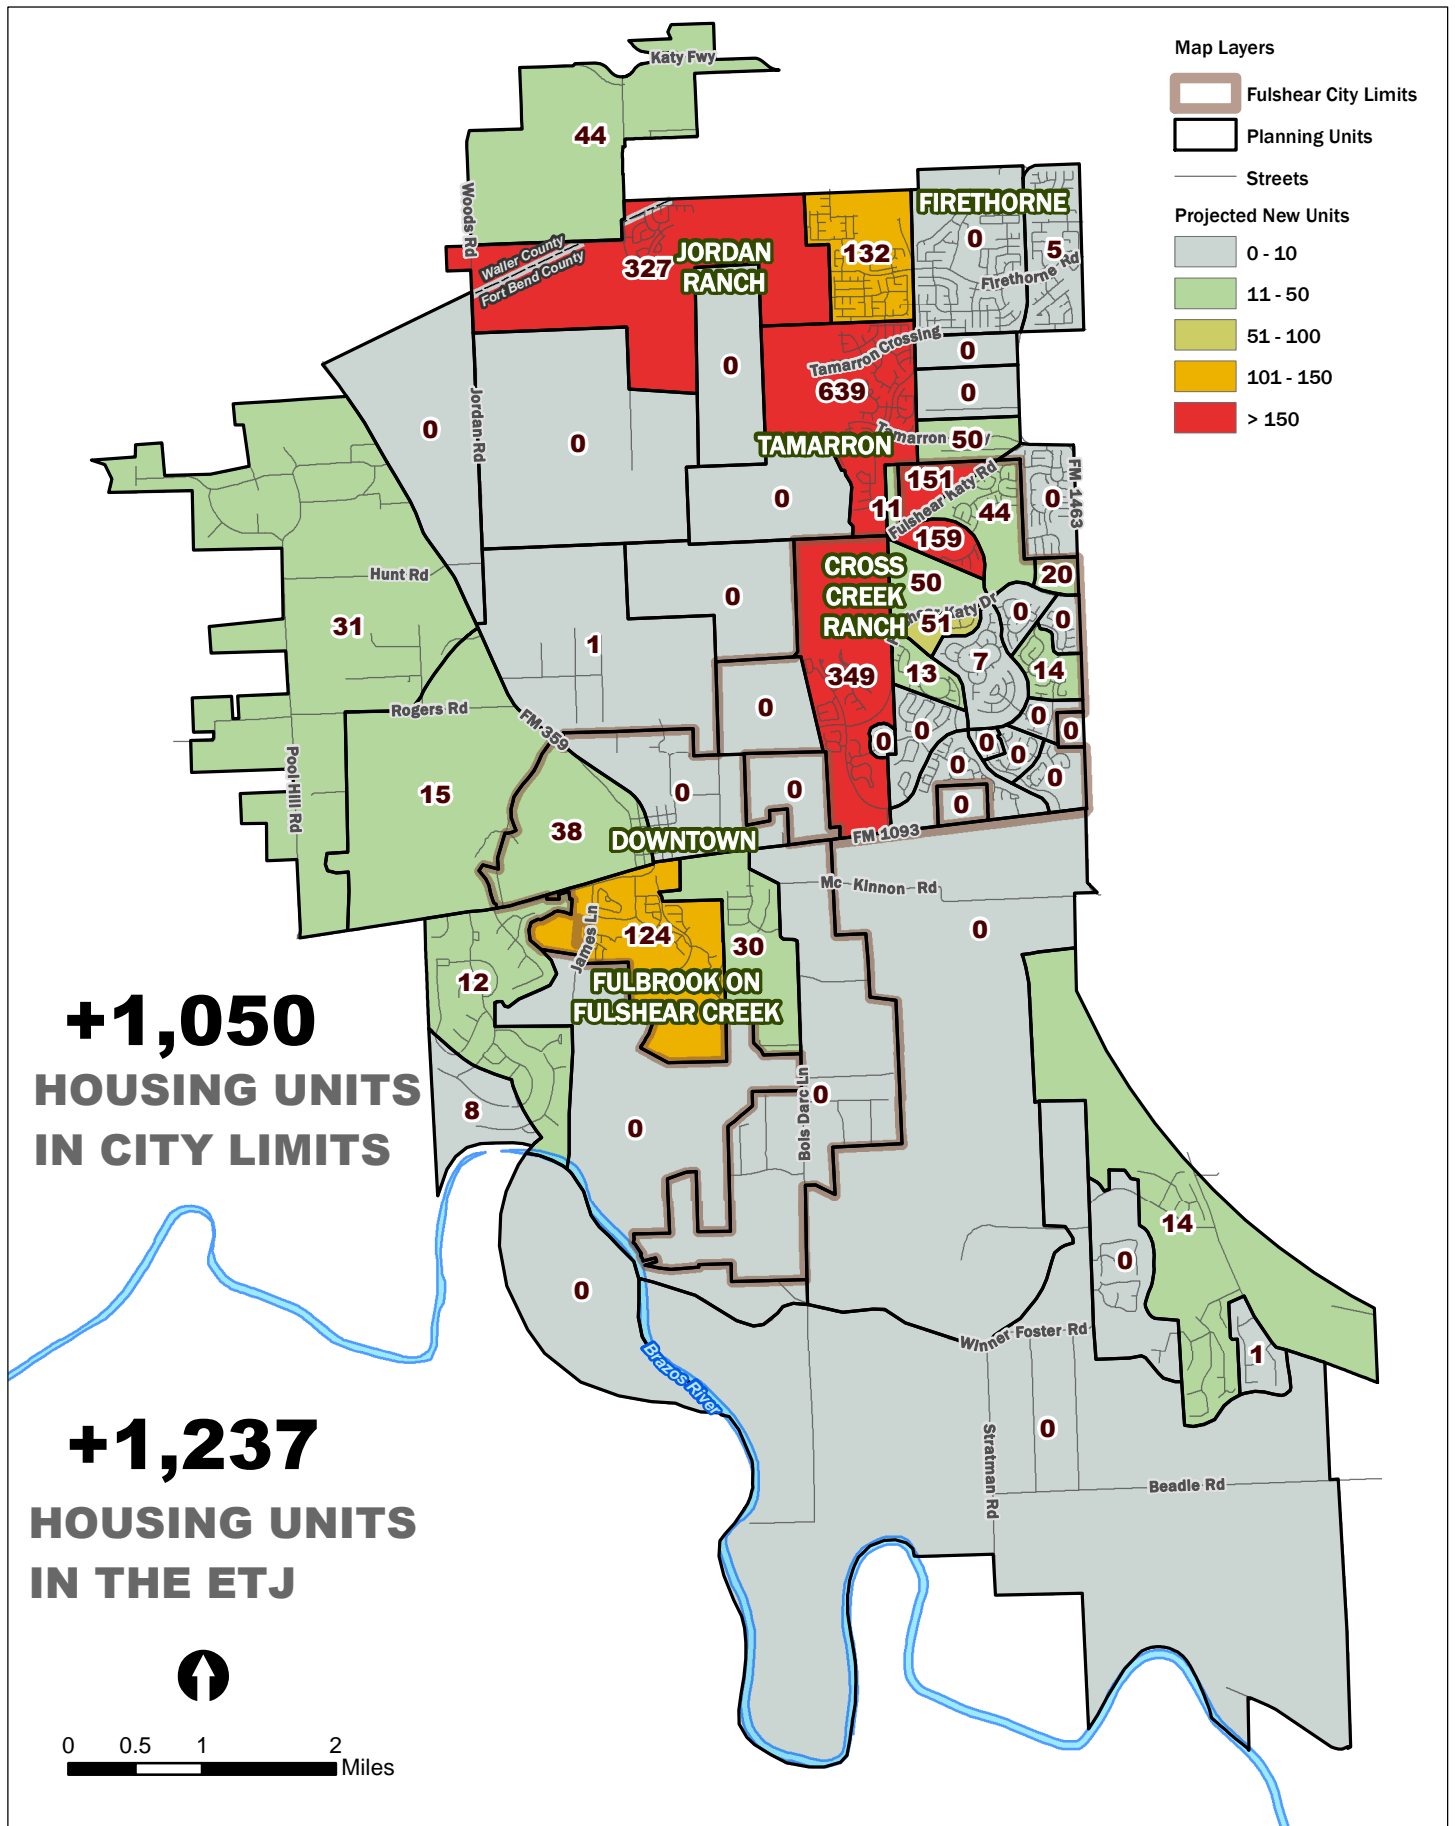 Map Layers
Fulshear City Limits
Planning Units
Streets
Projected New Units
0 - 10
11 - 50
51 - 100
101 - 150
> 150
Katy Fwy
44
Woods Rd
Waller County
Fort Bend County
327
JORDAN
RANCH
132
FIRETHORNE
0
5
Firethorne Rd
Tamarron Crossing
639
0
0
0
TAMARRON
Tamarron
50
0
Jordan Rd
0
0
151
Fulshear Katy Rd
11
44
0
FM 1463
159
CROSS
CREEK
RANCH
50
20
Katy Dr
51
0
0
Hunt Rd
31
0
1
349
13
7
14
0
Rogers Rd
FM 359
0
0
0
0
0
0
0
0
0
Pool Hill Rd
15
38
0
0
DOWNTOWN
FM 1093
Mc Kinnon Rd
0
James Ln
124
30
12
FULBROOK ON
FULSHEAR CREEK
+1,050
HOUSING UNITS
IN CITY LIMITS
8
0
Bois Darc Ln
0
14
0
0
Winner Foster Rd
1
Brazos River
+1,237
HOUSING UNITS
IN THE ETJ
0
Stratman Rd
Beadle Rd
0 0.5 1 2
Miles